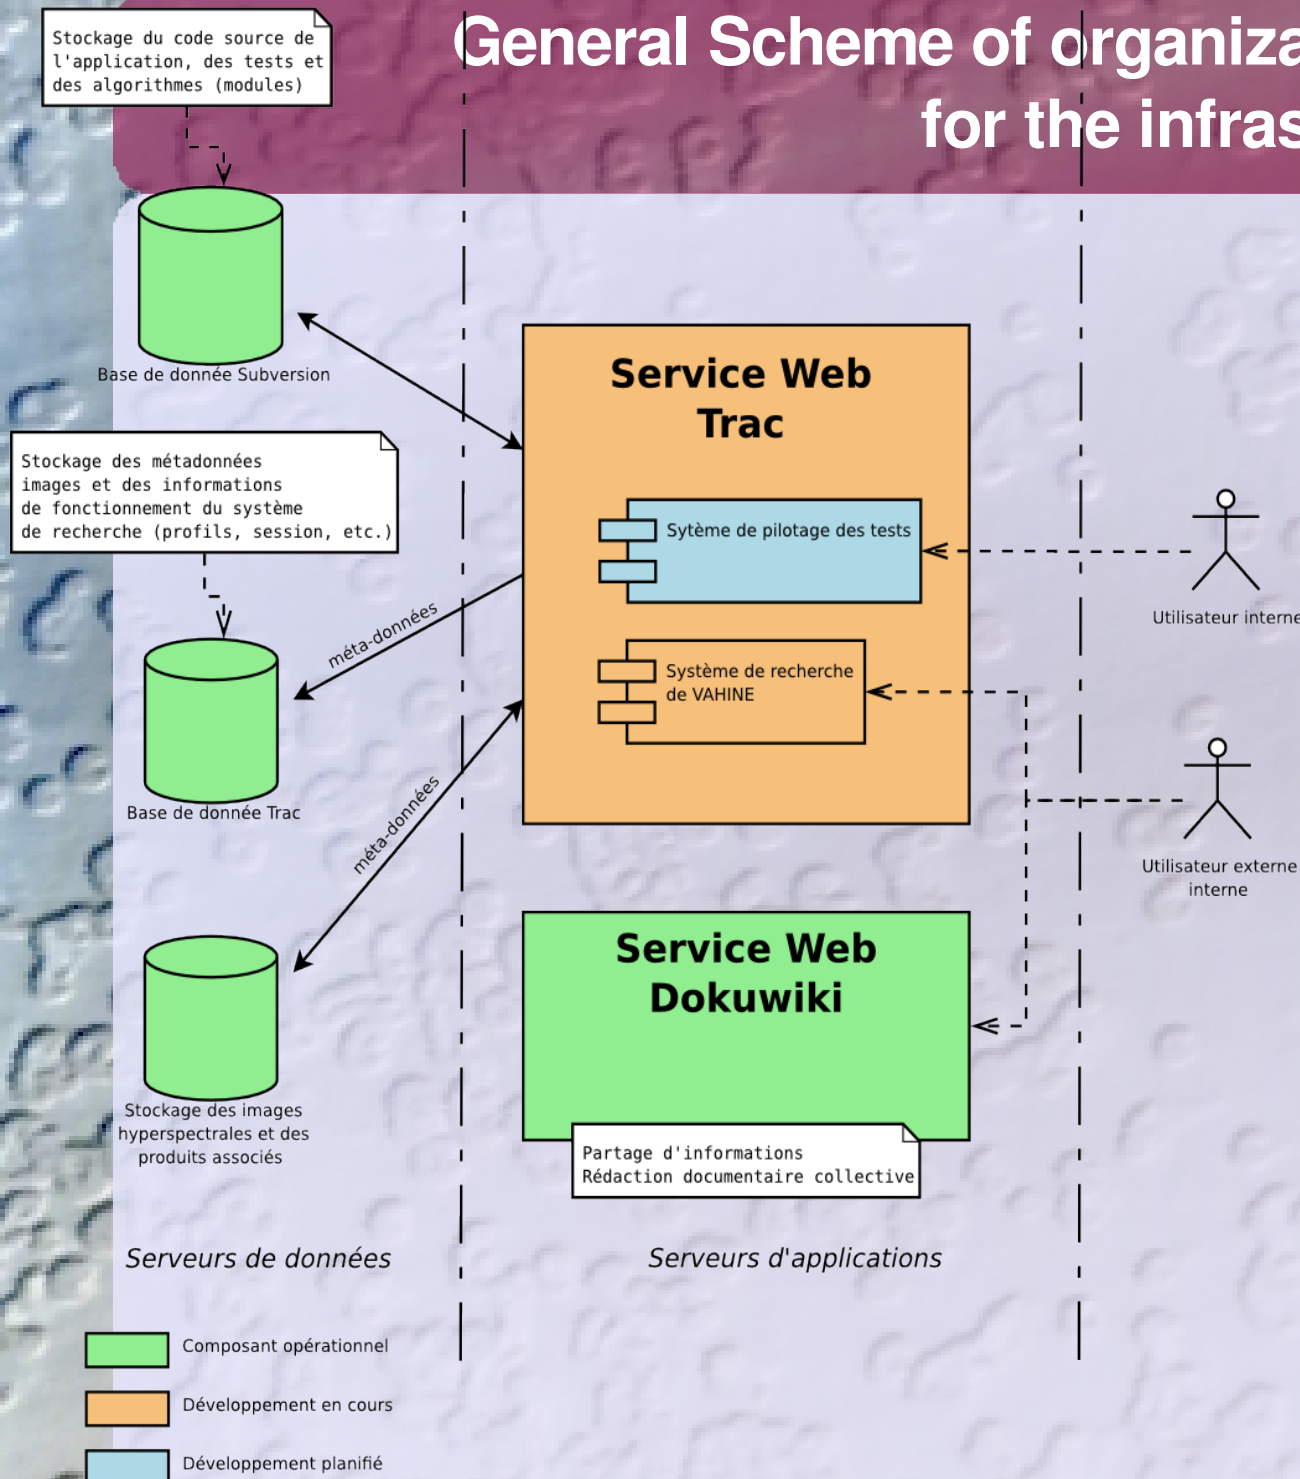 General Scheme of organiza
for the infras
Stockage du code source de
l'application, des tests et
des algorithmes (modules)
Base de donnée Subversion
Stockage des métadonnées
images et des informations
de fonctionnement du système
de recherche (profils, session, etc.)
méta-données
Base de donnée Trac
méta-données
Stockage des images
hyperspectrales et des
produits associés
Service Web
Trac
Sytème de pilotage des tests
Système de recherche
de VAHINE
Service Web
Dokuwiki
Partage d'informations
Rédaction documentaire collective
Utilisateur interne
Utilisateur externe
interne
Serveurs de données
Serveurs d'applications
Composant opérationnel
Développement en cours
Développement planifié